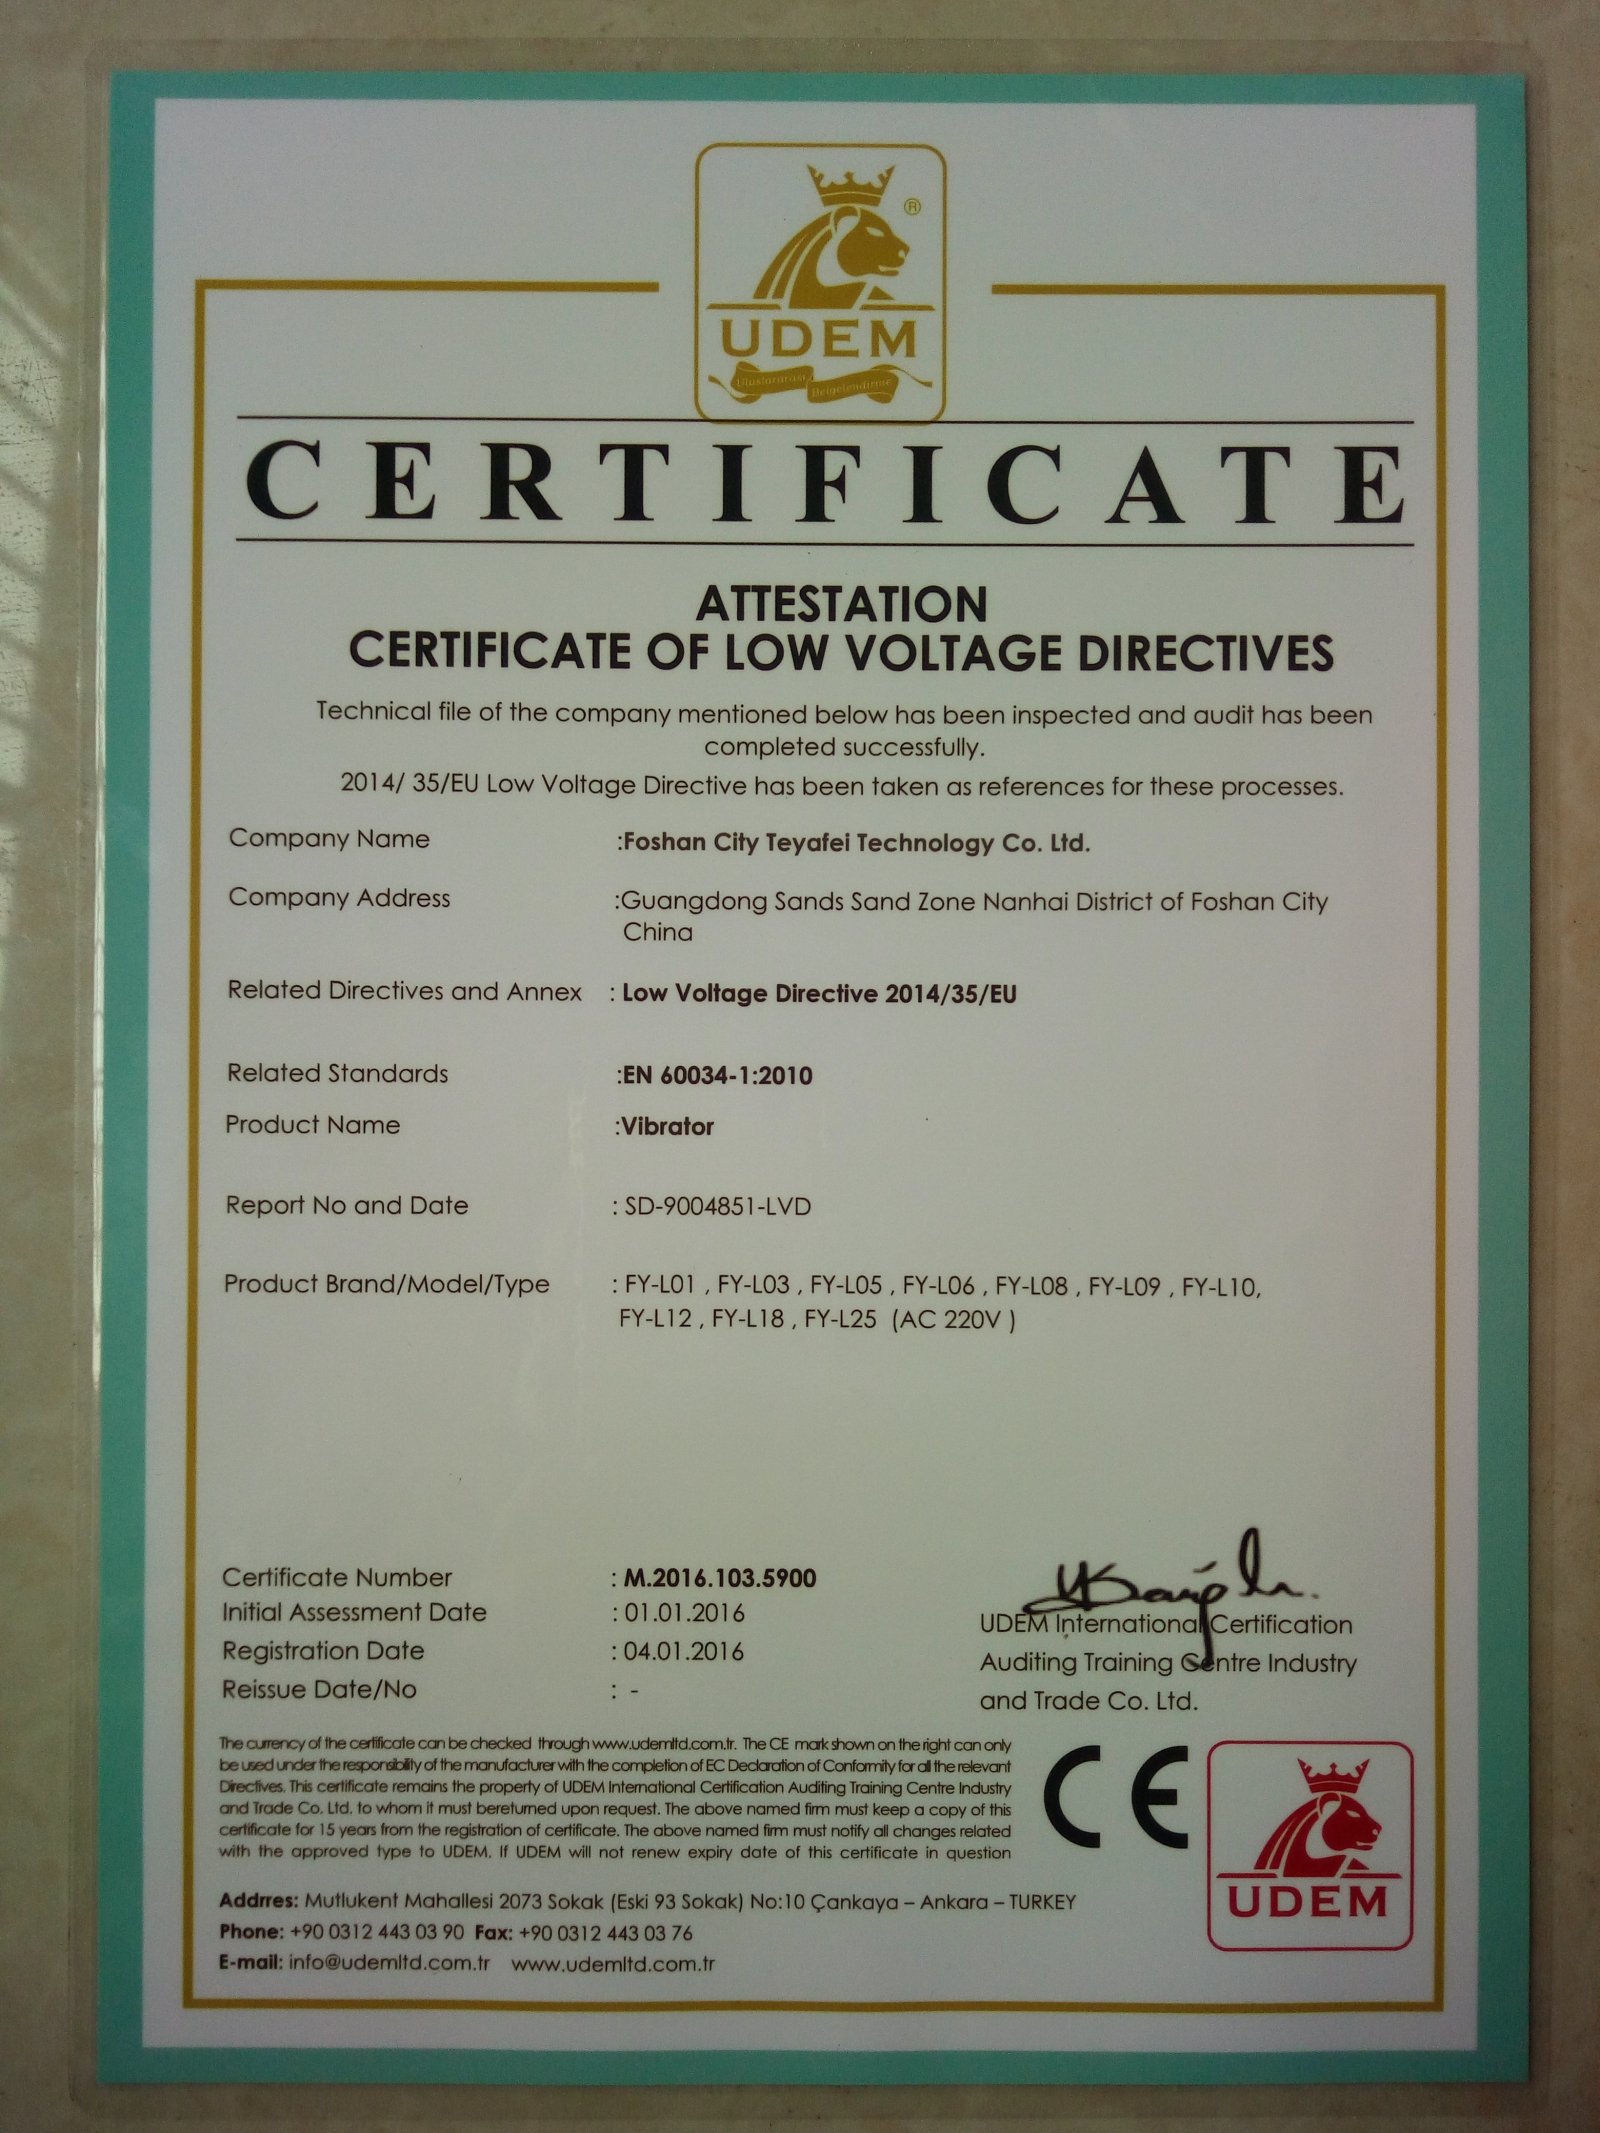 ®
UDEM
Uluslararası Belgelendirme
CERTIFICATE
ATTESTATION
CERTIFICATE OF LOW VOLTAGE DIRECTIVES
Technical file of the company mentioned below has been inspected and audit has been
completed successfully.
2014/ 35/EU Low Voltage Directive has been taken as references for these processes.
Company Name :Foshan City Teyafei Technology Co. Ltd.
Company Address :Guangdong Sands Sand Zone Nanhai District of Foshan City
China
Related Directives and Annex : Low Voltage Directive 2014/35/EU
Related Standards :EN 60034-1:2010
Product Name :Vibrator
Report No and Date : SD-9004851-LVD
Product Brand/Model/Type : FY-L01 , FY-L03 , FY-L05 , FY-L06 , FY-L08 , FY-L09 , FY-L10,
FY-L12 , FY-L18 , FY-L25 (AC 220V )
Certificate Number : M.2016.103.5900
Initial Assessment Date : 01.01.2016
Registration Date : 04.01.2016
Reissue Date/No : -
UDEM International Certification
Auditing Training Centre Industry
and Trade Co. Ltd.
The currency of the certificate can be checked through www.udemltd.com.tr. The CE mark shown on the right can only
be used under the responsibility of the manufacturer with the completion of EC Declaration of Conformity for all the relevant
Directives. This certificate remains the property of UDEM International Certification Auditing Training Centre Industry
and Trade Co. Ltd. to whom it must bereturned upon request. The above named firm must keep a copy of this
certificate for 15 years from the registration of certificate. The above named firm must notify all changes related
with the approved type to UDEM. If UDEM will not renew expiry date of this certificate in question
CE
UDEM
Addrres: Mutlukent Mahallesi 2073 Sokak (Eski 93 Sokak) No:10 Çankaya – Ankara – TURKEY
Phone: +90 0312 443 03 90 Fax: +90 0312 443 03 76
E-mail: info@udemltd.com.tr www.udemltd.com.tr